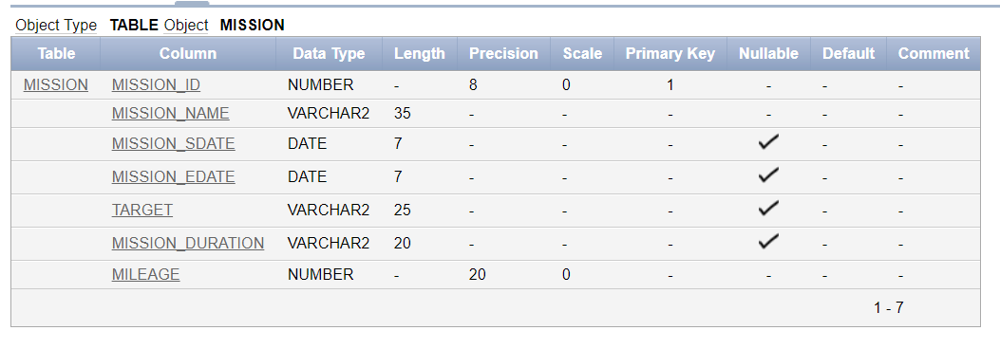 Object Type TABLE Object MISSION
Table Column Data Type Length Precision Scale Primary Key Nullable Default Comment
MISSION MISSION_ID NUMBER - 8 0 1 - - -
MISSION_NAME VARCHAR2 35 - - - - - -
MISSION_SDATE DATE 7 - - - - -
MISSION_EDATE DATE 7 - - - - -
TARGET VARCHAR2 25 - - - - -
MISSION_DURATION VARCHAR2 20 - - - - -
MILEAGE NUMBER - 20 0 - - - -
1 - 7